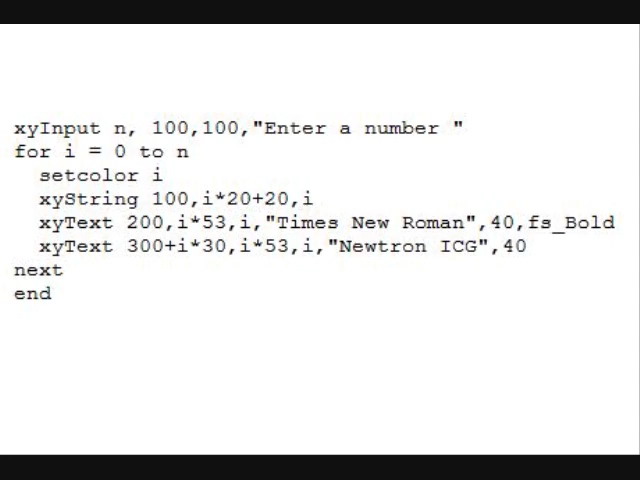 xyInput n, 100,100,"Enter a number "
for i = 0 to n
  setcolor i
  xyString 100,i*20+20,i
  xyText 200,i*53,i,"Times New Roman",40,fs_Bold
  xyText 300+i*30,i*53,i,"Newtron ICG",40
next
end